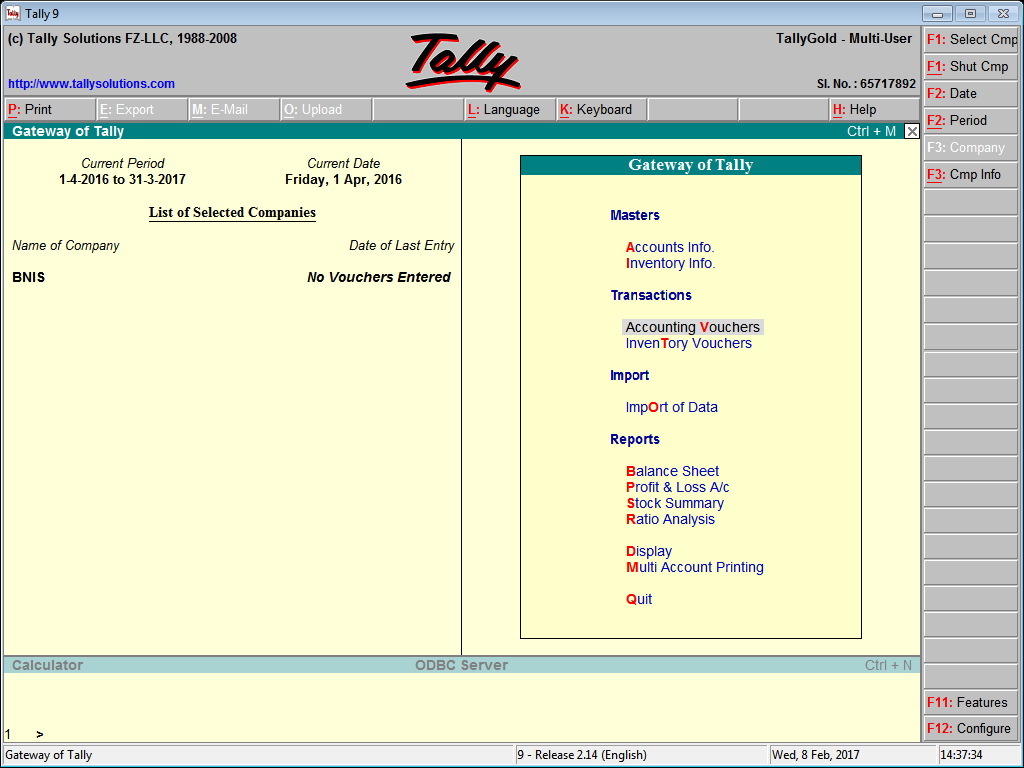 Tally 9
(c) Tally Solutions FZ-LLC, 1988-2008
Tally
TallyGold - Multi-User
http://www.tallysolutions.com
Sl. No. : 65717892
P: Print E: Export M: E-Mail O: Upload L: Language K: Keyboard H: Help
Gateway of Tally Ctrl + M
Current Period Current Date
1-4-2016 to 31-3-2017 Friday, 1 Apr, 2016
List of Selected Companies
Name of Company Date of Last Entry
BNIS No Vouchers Entered
Gateway of Tally
Masters
Accounts Info.
Inventory Info.
Transactions
Accounting Vouchers
InvenTory Vouchers
Import
ImpOrt of Data
Reports
Balance Sheet
Profit & Loss A/c
Stock Summary
Ratio Analysis
Display
Multi Account Printing
Quit
F1: Select Cmp
F1: Shut Cmp
F2: Date
F2: Period
F3: Company
F3: Cmp Info
F11: Features
F12: Configure
Calculator ODBC Server Ctrl + N
1 >
Gateway of Tally 9 - Release 2.14 (English) Wed, 8 Feb, 2017 14:37:34